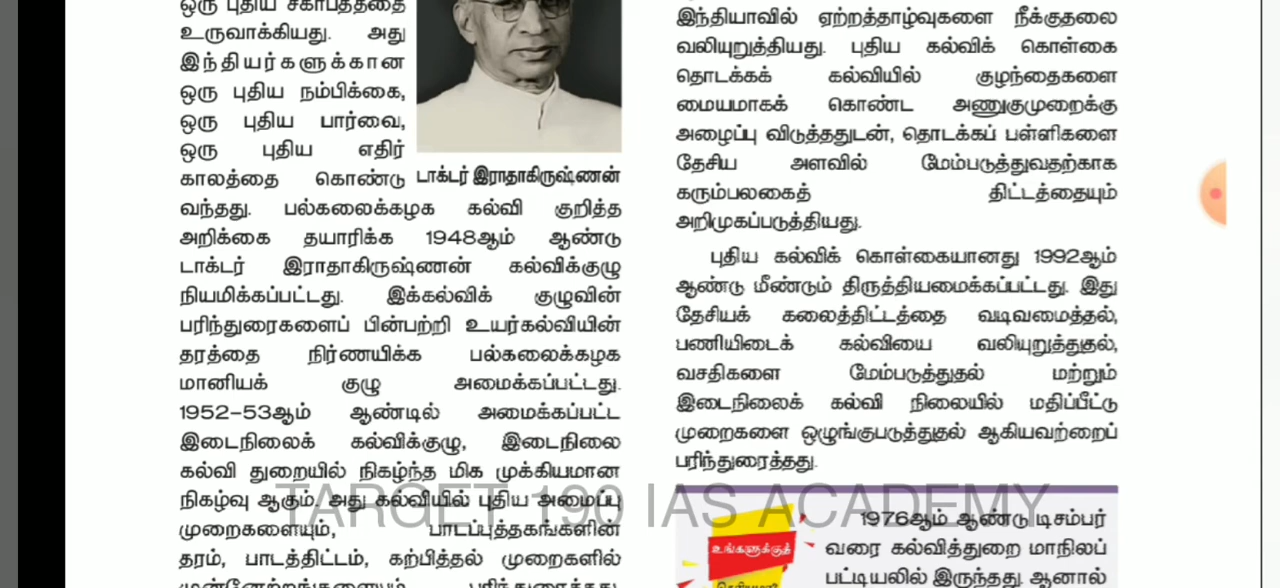 ஒரு புதிய சகாப்தத்தை
உருவாக்கியது. அது
இந்தியர்களுக்கான
ஒரு புதிய நம்பிக்கை,
ஒரு புதிய பார்வை,
ஒரு புதிய எதிர்
காலத்தை கொண்டு
டாக்டர் இராதாகிருஷ்ணன்
வந்தது. பல்கலைக்கழக கல்வி குறித்த
அறிக்கை தயாரிக்க 1948ஆம் ஆண்டு
டாக்டர் இராதாகிருஷ்ணன் கல்விக்குழு
நியமிக்கப்பட்டது. இக்கல்விக் குழுவின்
பரிந்துரைகளைப் பின்பற்றி உயர்கல்வியின்
தரத்தை நிர்ணயிக்க பல்கலைக்கழக
மானியக் குழு அமைக்கப்பட்டது.
1952–53ஆம் ஆண்டில் அமைக்கப்பட்ட
இடைநிலைக் கல்விக்குழு, இடைநிலை
கல்வி துறையில் நிகழ்ந்த மிக முக்கியமான
நிகழ்வு ஆகும். அது கல்வியில் புதிய அமைப்பு
முறைகளையும், பாடப்புத்தகங்களின்
தரம், பாடத்திட்டம், கற்பித்தல் முறைகளில்
முன்னேற்றங்களையும் பரிந்துரைத்தது.
இந்தியாவில் ஏற்றத்தாழ்வுகளை நீக்குதலை
வலியுறுத்தியது. புதிய கல்விக் கொள்கை
தொடக்கக் கல்வியில் குழந்தைகளை
மையமாகக் கொண்ட அணுகுமுறைக்கு
அழைப்பு விடுத்ததுடன், தொடக்கப் பள்ளிகளை
தேசிய அளவில் மேம்படுத்துவதற்காக
கரும்பலகைத் திட்டத்தையும்
அறிமுகப்படுத்தியது.
புதிய கல்விக் கொள்கையானது 1992ஆம்
ஆண்டு மீண்டும் திருத்தியமைக்கப்பட்டது. இது
தேசியக் கலைத்திட்டத்தை வடிவமைத்தல்,
பணியிடைக் கல்வியை வலியுறுத்துதல்,
வசதிகளை மேம்படுத்துதல் மற்றும்
இடைநிலைக் கல்வி நிலையில் மதிப்பீட்டு
முறைகளை ஒழுங்குபடுத்துதல் ஆகியவற்றைப்
பரிந்துரைத்தது.
TARGET 190 IAS ACADEMY
உங்களுக்குத்
தெரியுமா?
1976ஆம் ஆண்டு டிசம்பர்
வரை கல்வித்துறை மாநிலப்
பட்டியலில் இருந்தது. ஆனால்